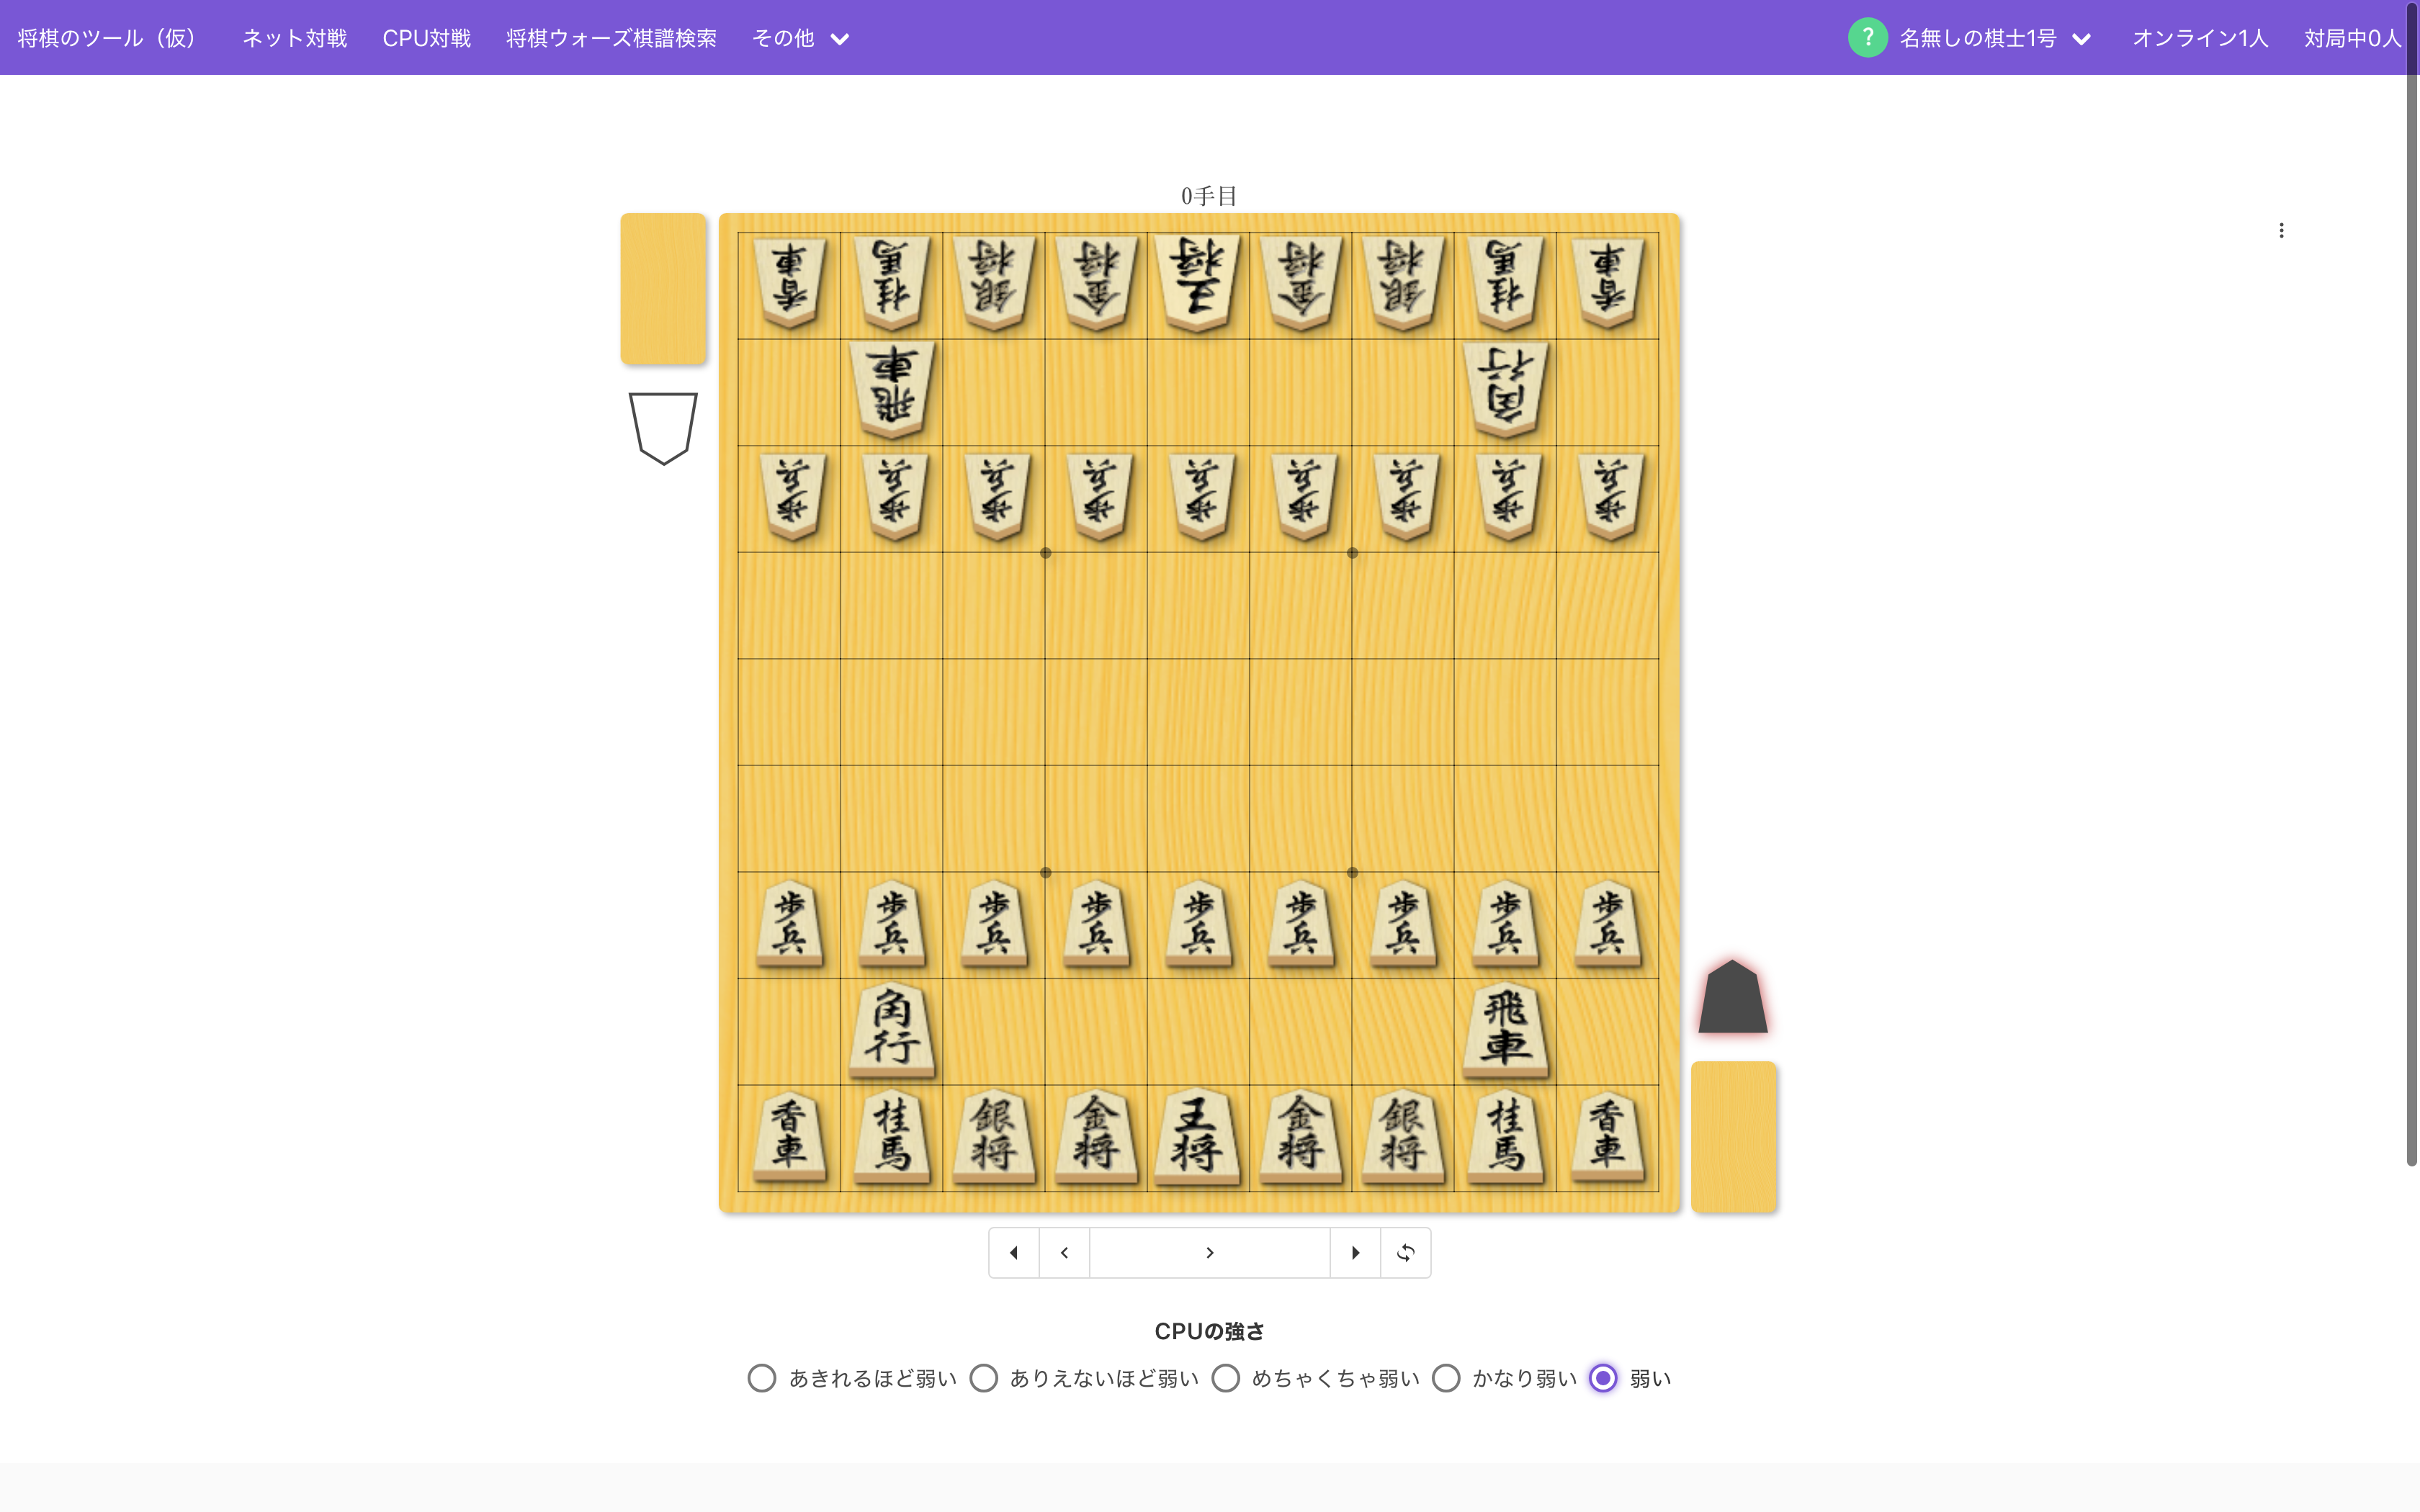 将棋のツール（仮） ネット対戦 CPU対戦 将棋ウォーズ棋譜検索 その他 ? 名無しの棋士1号 オンライン1人 対局中0人
0手目
香車 桂馬 銀将 金将 王将 金将 銀将 桂馬 香車
飛車 角行
歩兵 歩兵 歩兵 歩兵 歩兵 歩兵 歩兵 歩兵 歩兵
歩兵 歩兵 歩兵 歩兵 歩兵 歩兵 歩兵 歩兵 歩兵
角行 飛車
香車 桂馬 銀将 金将 王将 金将 銀将 桂馬 香車
CPUの強さ
あきれるほど弱い ありえないほど弱い めちゃくちゃ弱い かなり弱い 弱い